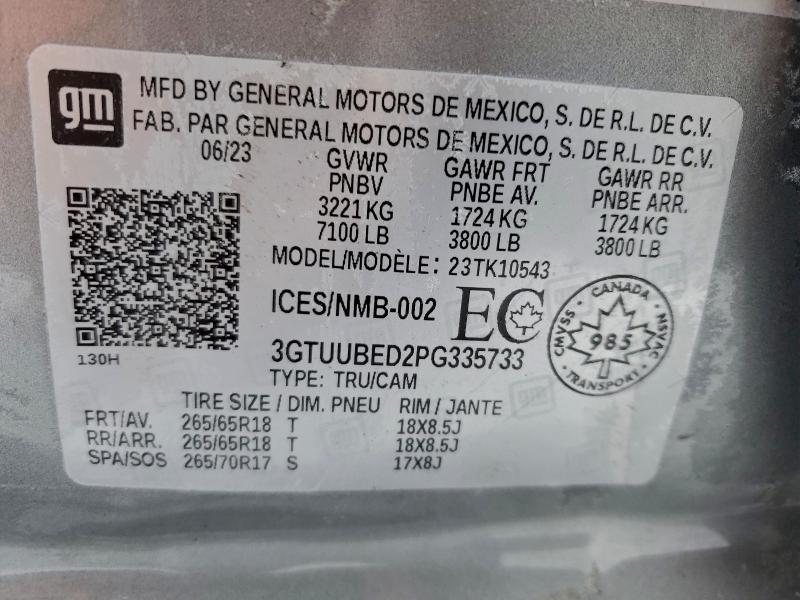 gm
MFD BY GENERAL MOTORS DE MEXICO, S. DE R.L. DE C.V.
FAB. PAR GENERAL MOTORS DE MEXICO, S. DE R.L. DE C.V.
06/23 GVWR GAWR FRT GAWR RR
PNBV PNBE AV. PNBE ARR.
3221 KG 1724 KG 1724 KG
7100 LB 3800 LB 3800 LB
MODEL/MODÈLE: 23TK10543
ICES/NMB-002 EC
CANADA
CMVSS • 985 • NSVAC
TRANSPORT
130H
3GTUUBED2PG335733
TYPE: TRU/CAM
TIRE SIZE / DIM. PNEU RIM / JANTE
FRT/AV. 265/65R18 T 18X8.5J
RR/ARR. 265/65R18 T 18X8.5J
SPA/SOS 265/70R17 S 17X8J